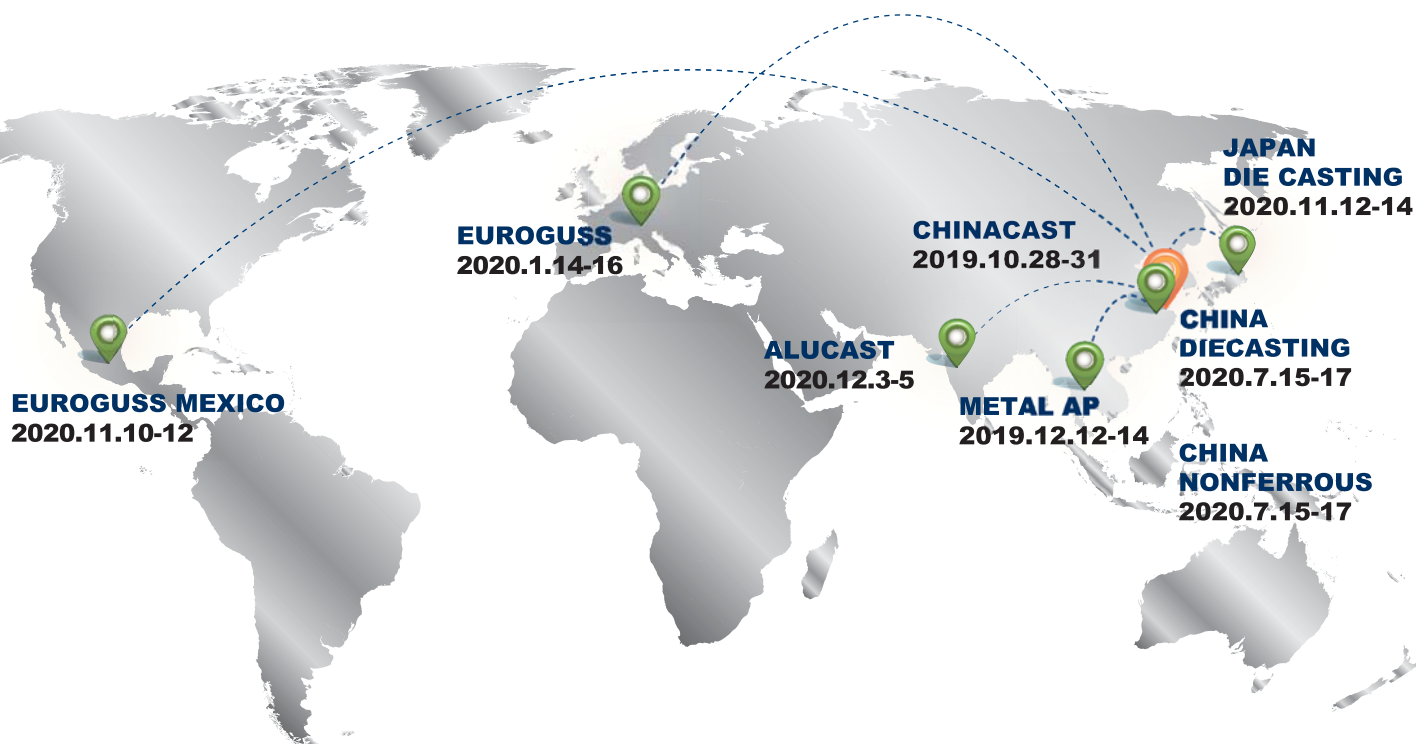 JAPAN
DIE CASTING
2020.11.12-14
CHINACAST
2019.10.28-31
EUROGUSS
2020.1.14-16
CHINA
DIECASTING
2020.7.15-17
ALUCAST
2020.12.3-5
METAL AP
2019.12.12-14
EUROGUSS MEXICO
2020.11.10-12
CHINA
NONFERROUS
2020.7.15-17